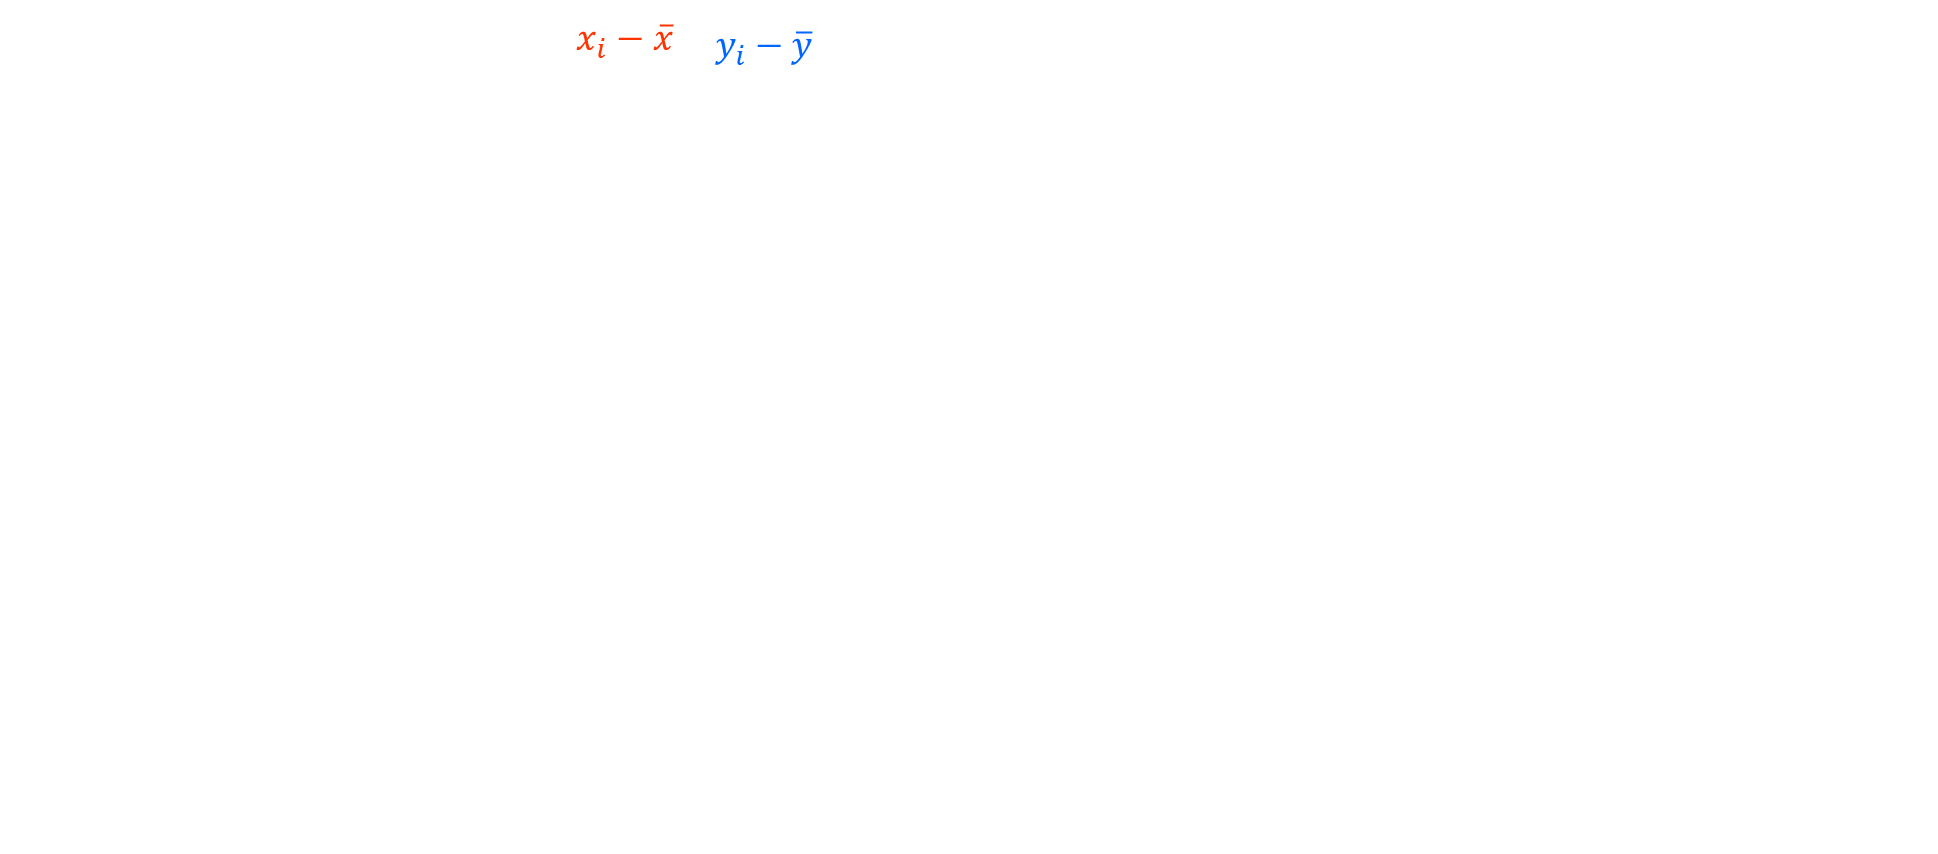 xᵢ − x̄ yᵢ − ȳ